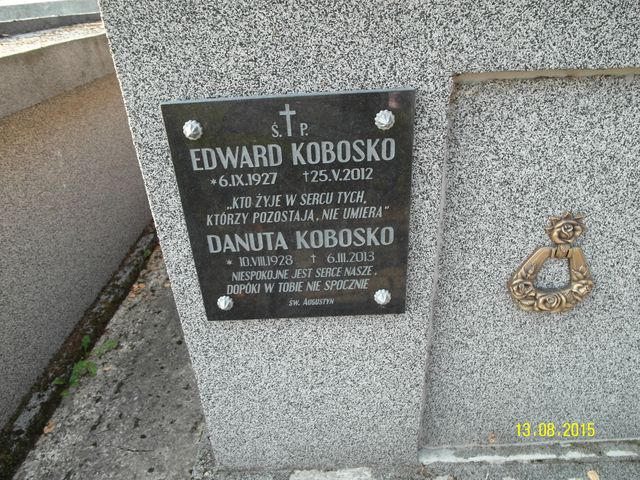 Ś. P.
EDWARD KOBOSKO
*6.IX.1927 †25.V.2012
„KTO ŻYJE W SERCU TYCH,
KTÓRZY POZOSTAJĄ, NIE UMIERA"
DANUTA KOBOSKO
* 10.VIII.1928 † 6.III.2013
NIESPOKOJNE JEST SERCE NASZE,
DOPÓKI W TOBIE NIE SPOCZNIE
ŚW. AUGUSTYN
13.08.2015